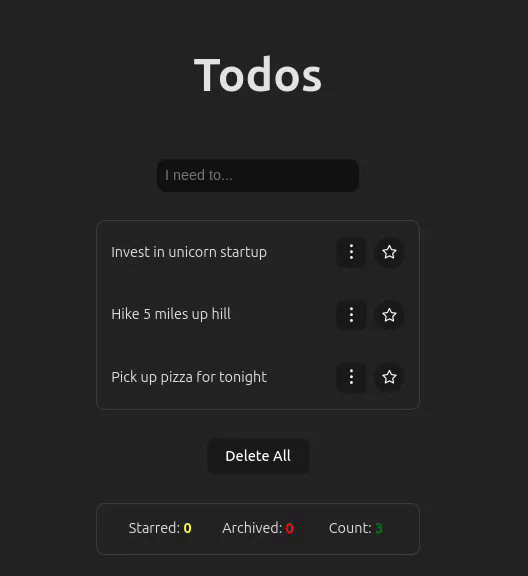 Todos
I need to...
Invest in unicorn startup
Hike 5 miles up hill
Pick up pizza for tonight
Delete All
Starred: 0 Archived: 0 Count: 3